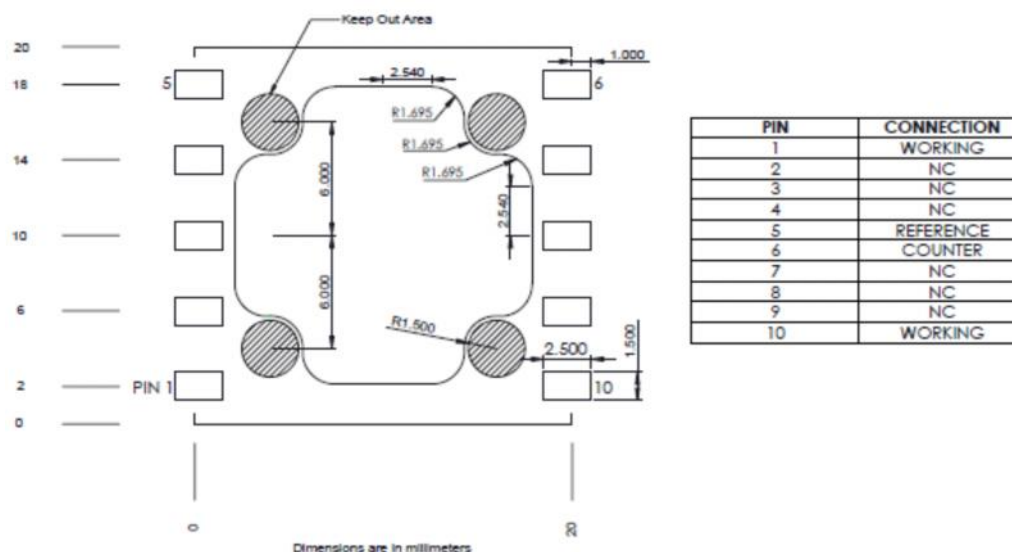 Keep Out Area
20
18
14
10
6
2
0
5
6
1.000
2.540
R1.695
R1.695
R1.695
2.540
6.000
6.000
R1.500
2.500
1.500
PIN 1
10
0
20
Dimensions are in millimeters
PIN CONNECTION
1 WORKING
2 NC
3 NC
4 NC
5 REFERENCE
6 COUNTER
7 NC
8 NC
9 NC
10 WORKING